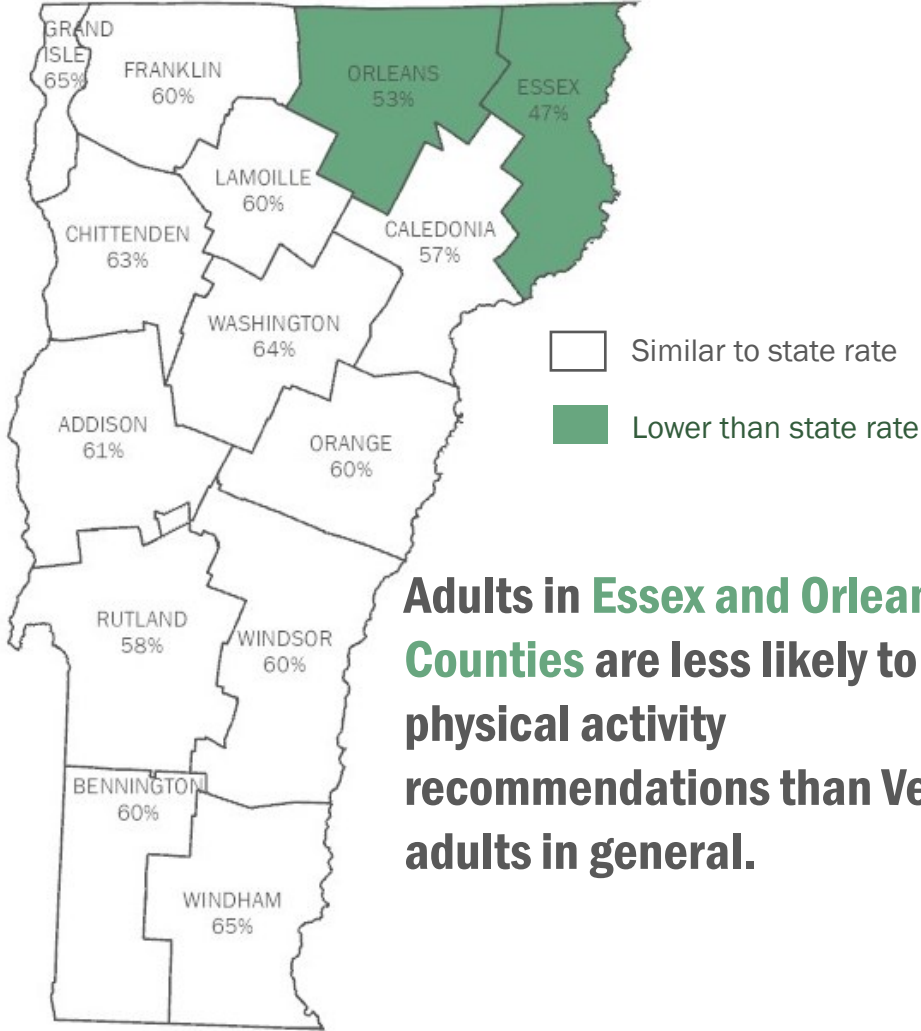 GRAND
ISLE
65%
FRANKLIN
60%
ORLEANS
53%
ESSEX
47%
LAMOILLE
60%
CALEDONIA
57%
CHITTENDEN
63%
WASHINGTON
64%
Similar to state rate
Lower than state rate
ADDISON
61%
ORANGE
60%
Adults in Essex and
Counties are less likely to
physical activity
recommendations than
adults in general.
RUTLAND
58%
WINDSOR
60%
BENNINGTON
60%
WINDHAM
65%